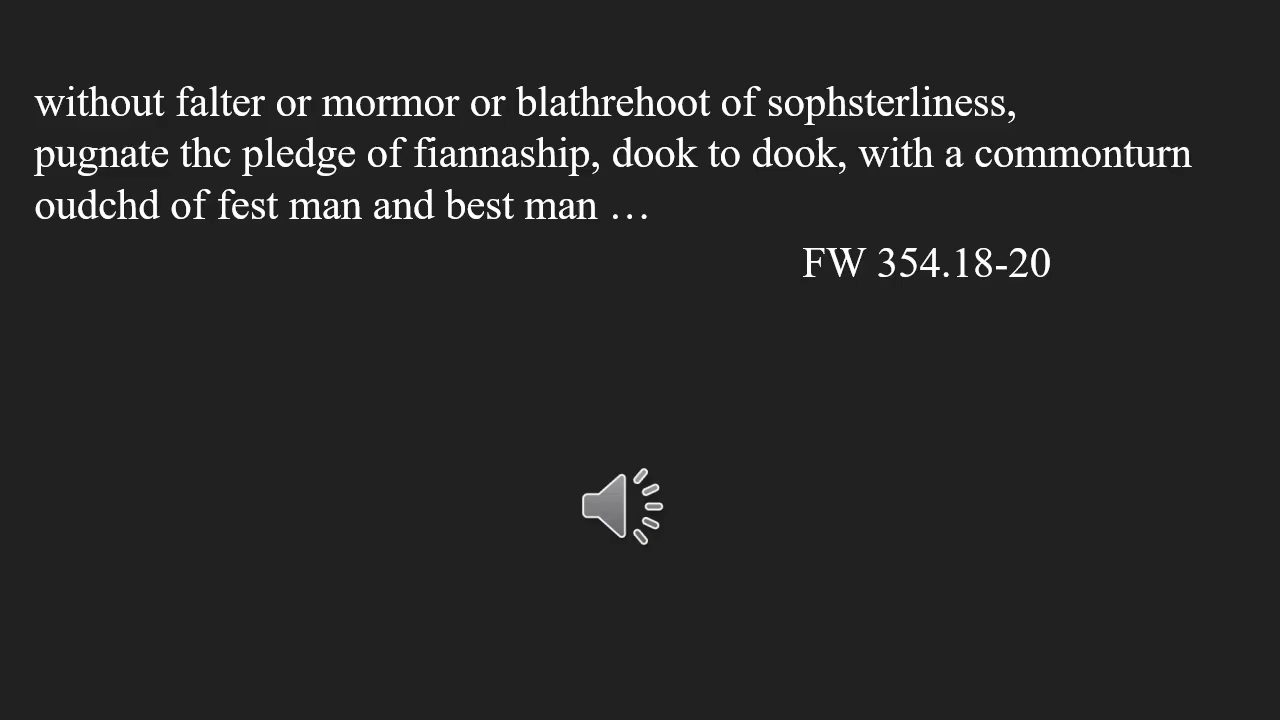 without falter or mormor or blathrehoot of sophsterliness,
pugnate thc pledge of fiannaship, dook to dook, with a commonturn
oudchd of fest man and best man …
FW 354.18-20